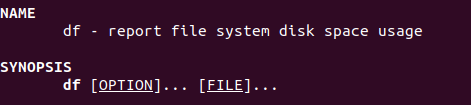 NAME
df - report file system disk space usage
SYNOPSIS
df [OPTION]... [FILE]...